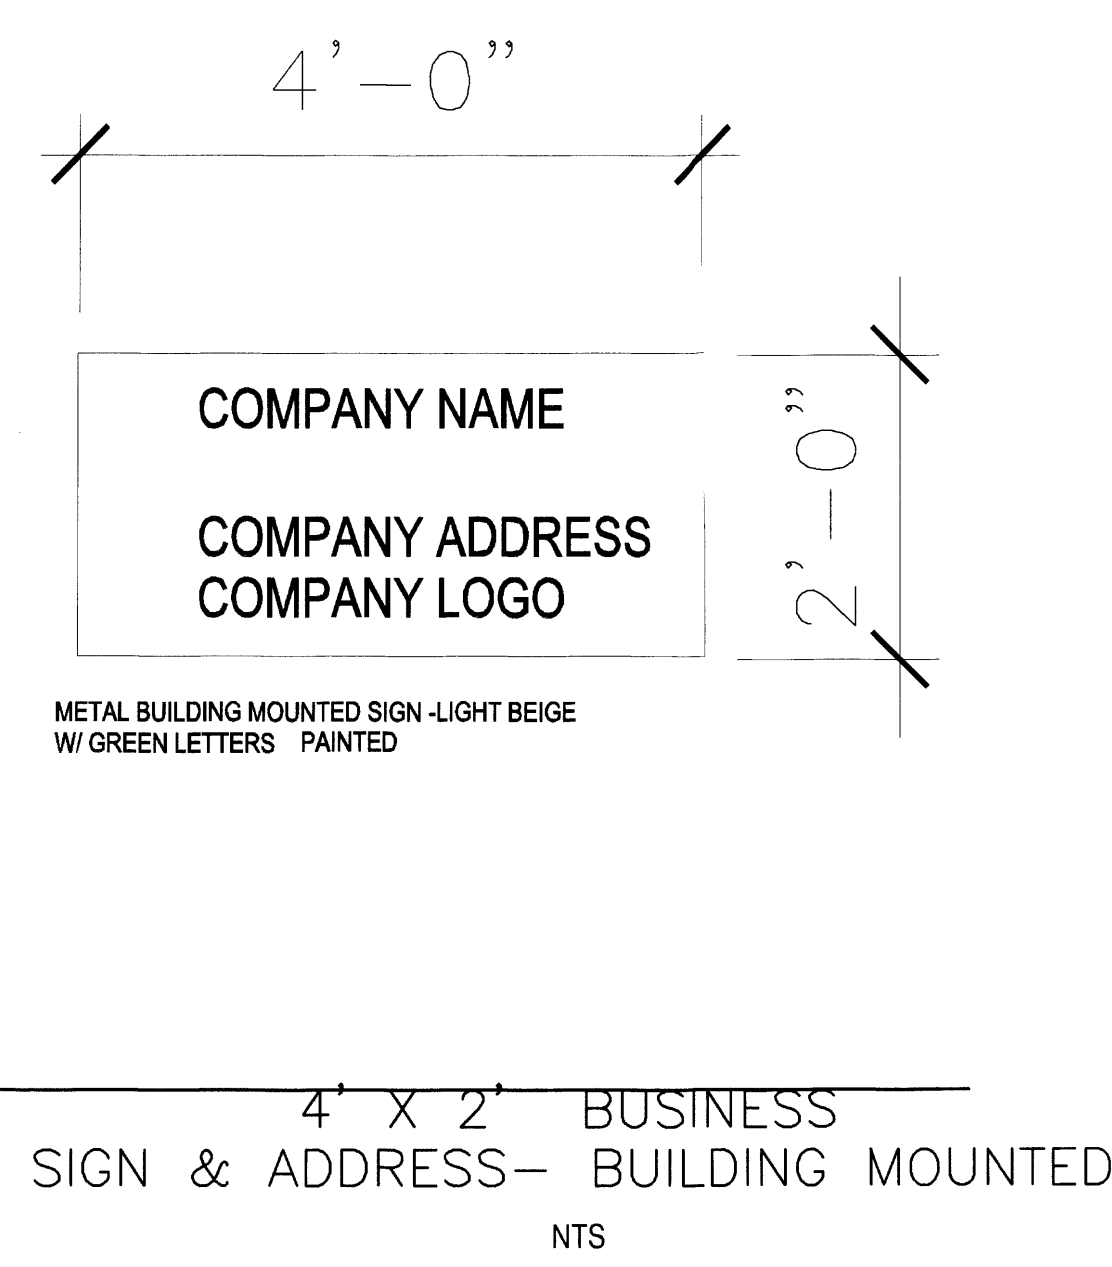 4'-0"
COMPANY NAME
2'-0"
COMPANY ADDRESS
COMPANY LOGO
METAL BUILDING MOUNTED SIGN -LIGHT BEIGE
W/ GREEN LETTERS PAINTED
4' X 2' BUSINESS
SIGN & ADDRESS- BUILDING MOUNTED
NTS